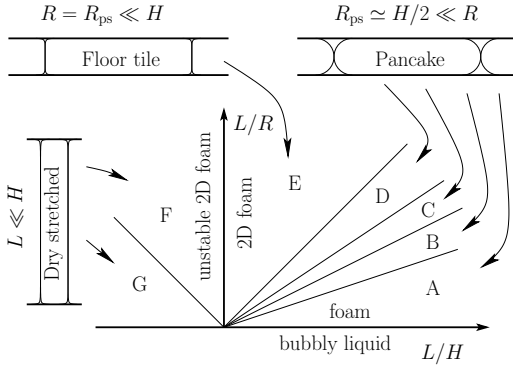 R = R_ps ≪ H
R_ps ≃ H/2 ≪ R
Floor tile
Pancake
L/R
L ≪ H
Dry stretched
unstable 2D foam
2D foam
E
D
F
C
B
G
A
foam
bubbly liquid
L/H